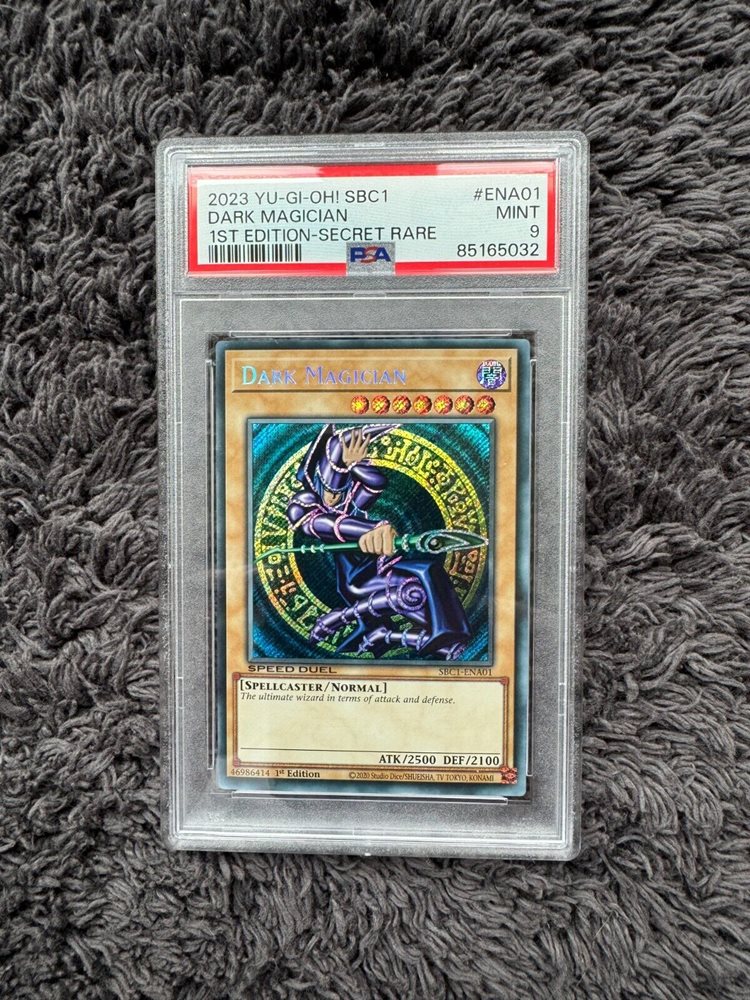 2023 YU-GI-OH! SBC1 #ENA01
DARK MAGICIAN MINT
1ST EDITION-SECRET RARE 9
PSA 85165032
DARK MAGICIAN
SPEED DUEL SBC1-ENA01
[SPELLCASTER/NORMAL]
The ultimate wizard in terms of attack and defense.
ATK/2500 DEF/2100
46986414 1st Edition ©2020 Studio Dice/SHUEISHA, TV TOKYO, KONAMI